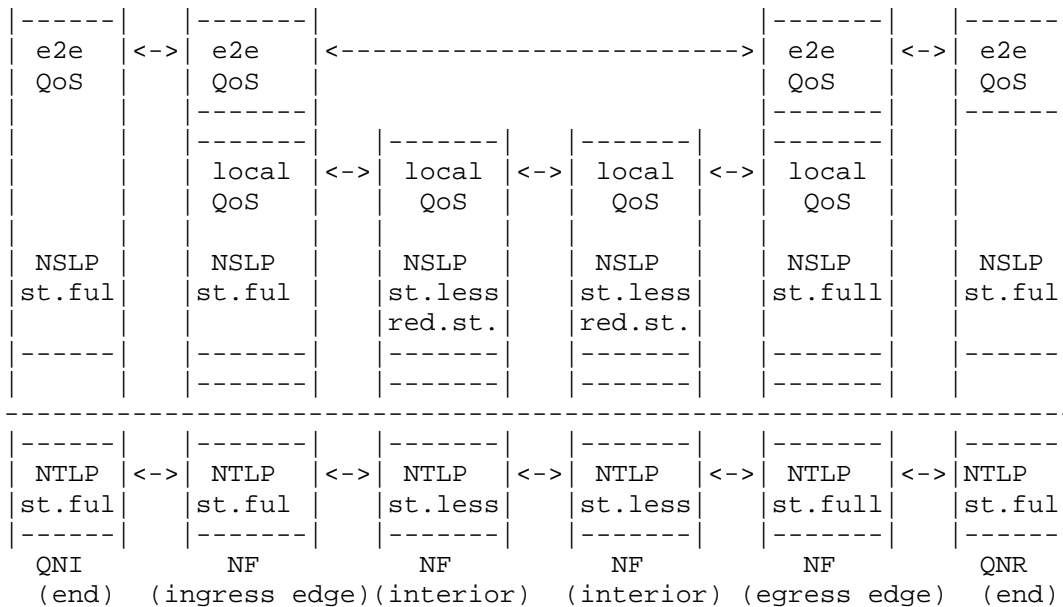 |------|   |-------|                            |-------|   |------
| e2e  |<->| e2e   |<-------------------------->| e2e   |<->| e2e
| QoS  |   | QoS   |                            | QoS   |   | QoS
|      |   |-------|                            |-------|   |------
|      |   |-------|   |-------|   |-------|   |-------|   |
|      |   | local |<->| local |<->| local |<->| local |   |
|      |   | QoS   |   |  QoS  |   |  QoS  |   |  QoS  |   |
|      |   |       |   |       |   |       |   |       |   |
| NSLP |   | NSLP  |   | NSLP  |   | NSLP  |   | NSLP  |   | NSLP
|st.ful|   |st.ful |   |st.less|   |st.less|   |st.full|   |st.ful
|      |   |       |   |red.st.|   |red.st.|   |       |   |
|------|   |-------|   |-------|   |-------|   |-------|   |------
|      |   |-------|   |-------|   |-------|   |       |   |
------------------------------------------------------------------
|------|   |-------|   |-------|   |-------|   |-------|   |------
| NTLP |<->| NTLP  |<->| NTLP  |<->| NTLP  |<->| NTLP  |<->|NTLP
|st.ful|   |st.ful |   |st.less|   |st.less|   |st.full|   |st.ful
|------|   |-------|   |-------|   |-------|   |-------|   |------
QNI NF NF NF NF QNR
(end) (ingress edge)(interior) (interior) (egress edge) (end)